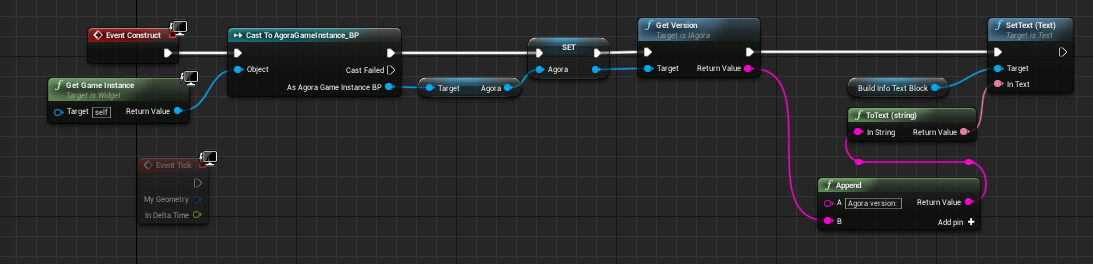 Event Construct
Get Game Instance
Target is Widget
Target self Return Value
Event Tick
My Geometry
In Delta Time
Cast To AgoraGameInstance_BP
Object
Cast Failed
As Agora Game Instance BP
Target Agora
SET
Agora
Get Version
Target is IAgora
Target
Return Value
Build Info Text Block
SetText (Text)
Target is Text
Target
In Text
ToText (string)
In String Return Value
Append
A Agora version: Return Value
B Add pin